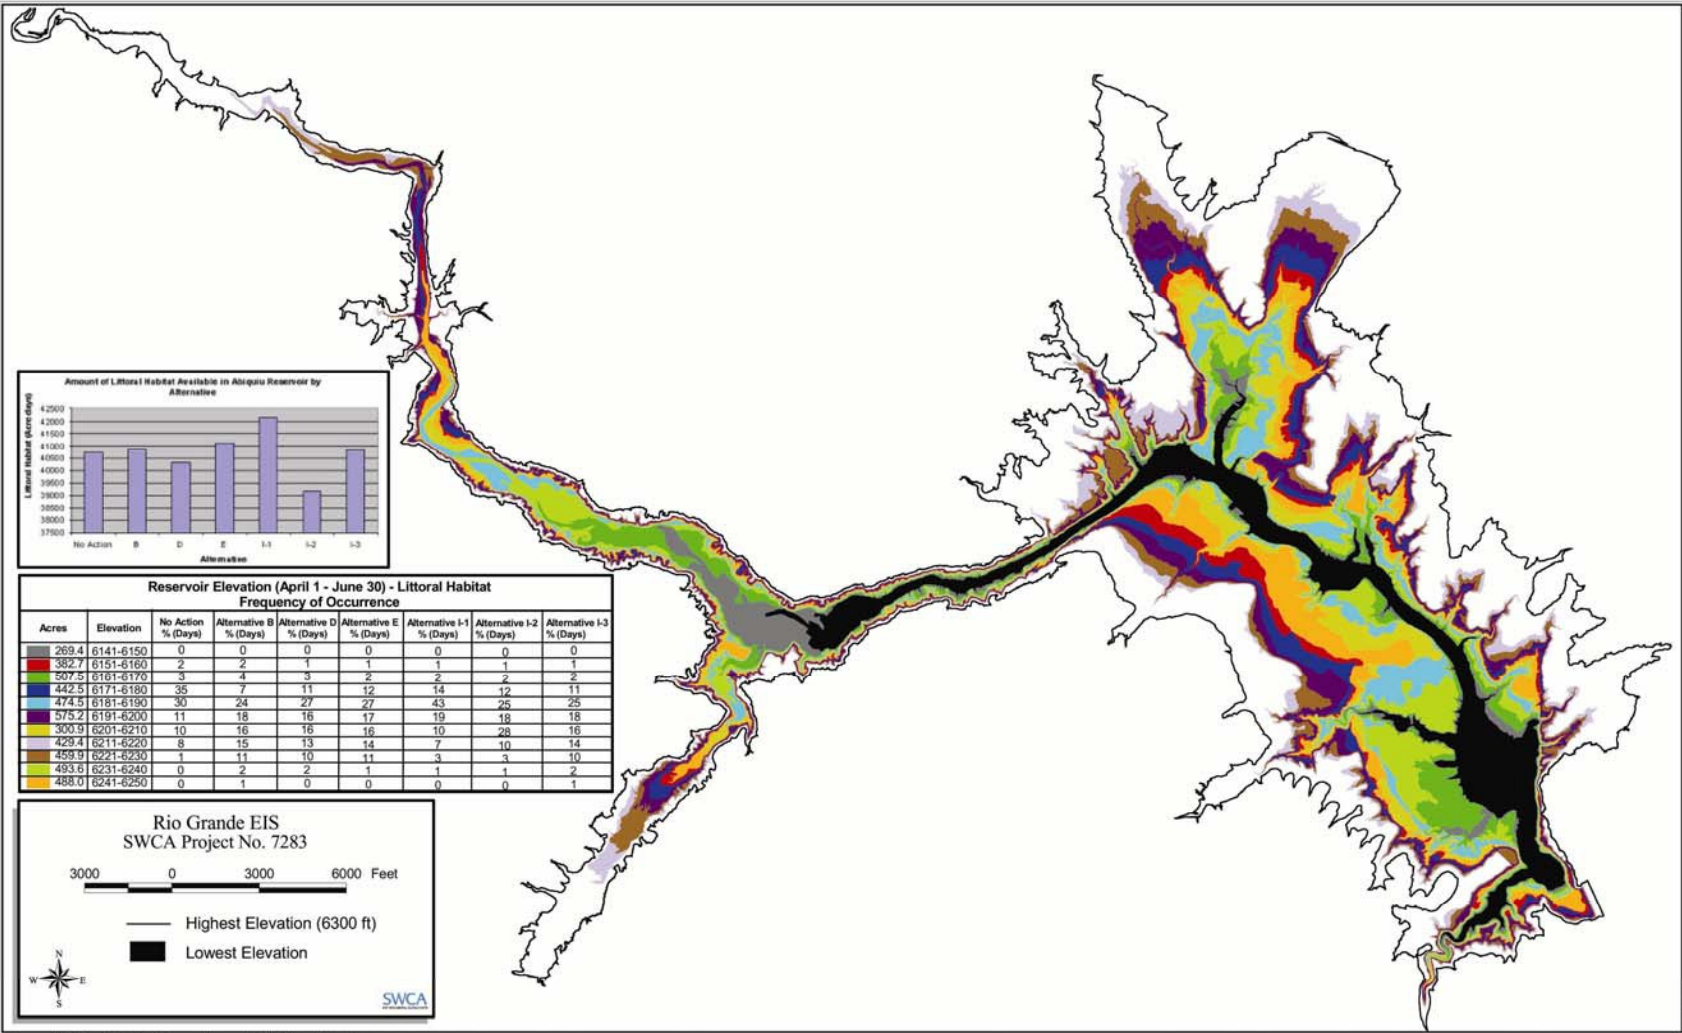 Amount of Littoral Habitat Available in Abiquiu Reservoir by
Alternative
Littoral Habitat (Acre days)
42500
42000
41500
41000
40500
40000
39500
39000
38500
38000
37500
No Action B D E I-1 I-2 I-3
Alternative
Reservoir Elevation (April 1 - June 30) - Littoral Habitat
Frequency of Occurrence
Acres Elevation No Action % (Days) Alternative B % (Days) Alternative D % (Days) Alternative E % (Days) Alternative I-1 % (Days) Alternative I-2 % (Days) Alternative I-3 % (Days)
269.4 6141-6150 0 0 0 0 0 0 0
382.7 6151-6160 2 2 1 1 1 1 1
507.5 6161-6170 3 4 3 2 2 2 2
442.5 6171-6180 35 7 11 12 14 12 11
474.5 6181-6190 30 24 27 27 43 25 25
575.2 6191-6200 11 18 16 17 19 18 18
300.9 6201-6210 10 16 16 16 10 28 16
429.4 6211-6220 8 15 13 14 7 10 14
459.9 6221-6230 1 11 10 11 3 3 10
493.6 6231-6240 0 2 2 1 1 1 2
488.0 6241-6250 0 1 0 0 0 0 1
Rio Grande EIS
SWCA Project No. 7283
3000 0 3000 6000 Feet
Highest Elevation (6300 ft)
Lowest Elevation
N
W E
S
SWCA